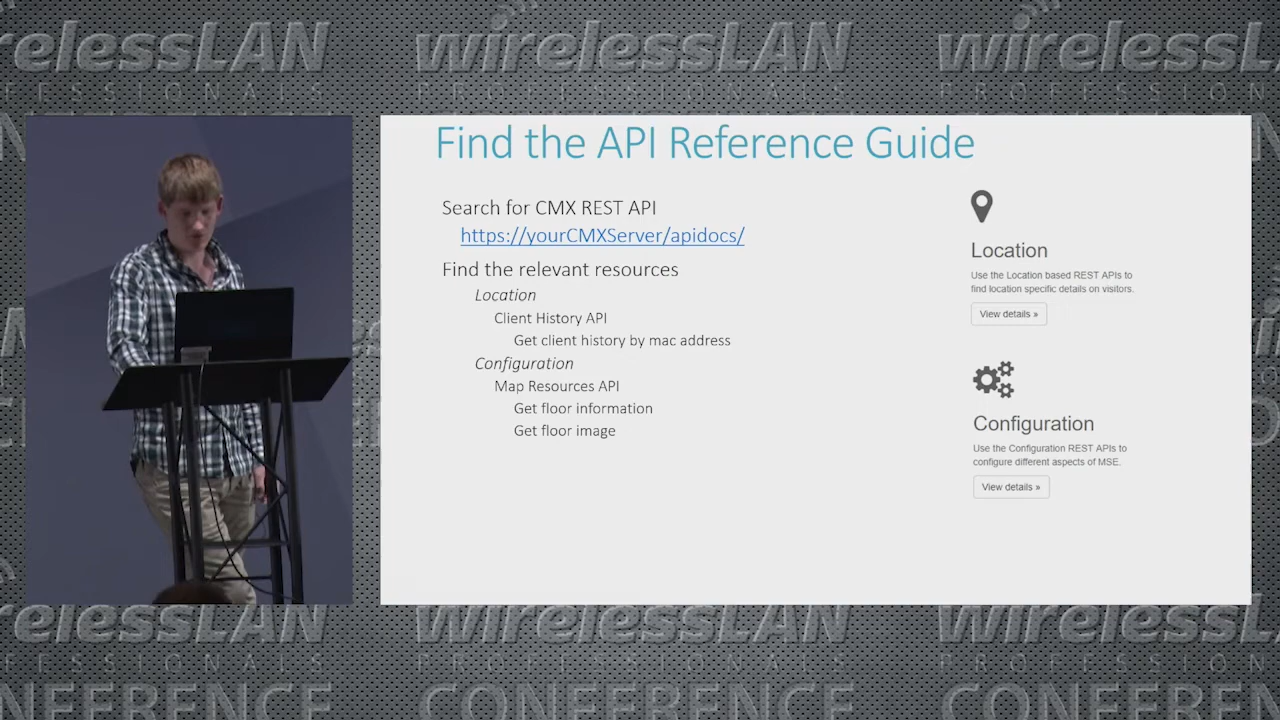 wirelessLAN
PROFESSIONALS
Find the API Reference Guide
Search for CMX REST API
https://yourCMXServer/apidocs/
Find the relevant resources
Location
Client History API
Get client history by mac address
Configuration
Map Resources API
Get floor information
Get floor image
Location
Use the Location based REST APIs to
find location specific details on visitors.
View details »
Configuration
Use the Configuration REST APIs to
configure different aspects of MSE.
View details »
wirelessLAN
PROFESSIONALS
CONFERENCE